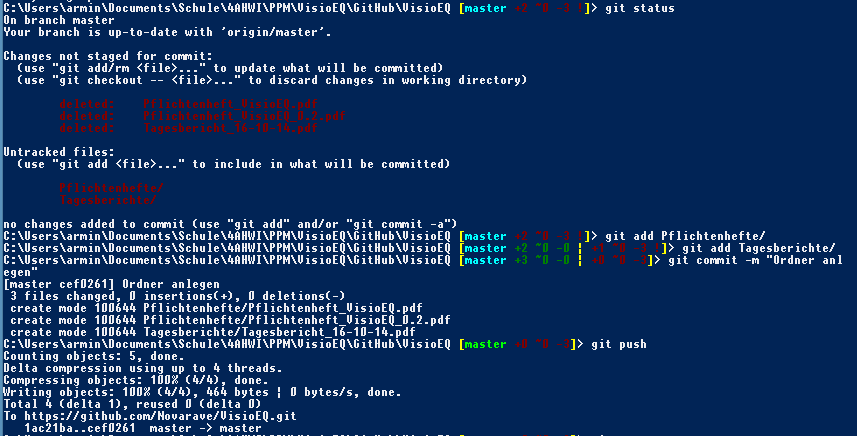 C:\Users\armin\Documents\Schule\4AHWI\PPM\VisioEQ\GitHub\VisioEQ [master +2 ~0 -3 !]> git status
On branch master
Your branch is up-to-date with 'origin/master'.
Changes not staged for commit:
(use "git add/rm <file>..." to update what will be committed)
(use "git checkout -- <file>..." to discard changes in working directory)
deleted: Pflichtenheft_VisioEQ.pdf
deleted: Pflichtenheft_VisioEQ_0.2.pdf
deleted: Tagesbericht_16-10-14.pdf
Untracked files:
(use "git add <file>..." to include in what will be committed)
Pflichtenhefte/
Tagesberichte/
no changes added to commit (use "git add" and/or "git commit -a")
C:\Users\armin\Documents\Schule\4AHWI\PPM\VisioEQ\GitHub\VisioEQ [master +2 ~0 -3 !]> git add Pflichtenhefte/
C:\Users\armin\Documents\Schule\4AHWI\PPM\VisioEQ\GitHub\VisioEQ [master +2 ~0 -0 | +1 ~0 -3 !]> git add Tagesberichte/
C:\Users\armin\Documents\Schule\4AHWI\PPM\VisioEQ\GitHub\VisioEQ [master +3 ~0 -0 | +0 ~0 -3]> git commit -m "Ordner anl
egen"
[master cef0261] Ordner anlegen
3 files changed, 0 insertions(+), 0 deletions(-)
create mode 100644 Pflichtenhefte/Pflichtenheft_VisioEQ.pdf
create mode 100644 Pflichtenhefte/Pflichtenheft_VisioEQ_0.2.pdf
create mode 100644 Tagesberichte/Tagesbericht_16-10-14.pdf
C:\Users\armin\Documents\Schule\4AHWI\PPM\VisioEQ\GitHub\VisioEQ [master +0 ~0 -3]> git push
Counting objects: 5, done.
Delta compression using up to 4 threads.
Compressing objects: 100% (4/4), done.
Writing objects: 100% (4/4), 464 bytes | 0 bytes/s, done.
Total 4 (delta 1), reused 0 (delta 0)
To https://github.com/Novarave/VisioEQ.git
1ac21ba..cef0261 master -> master